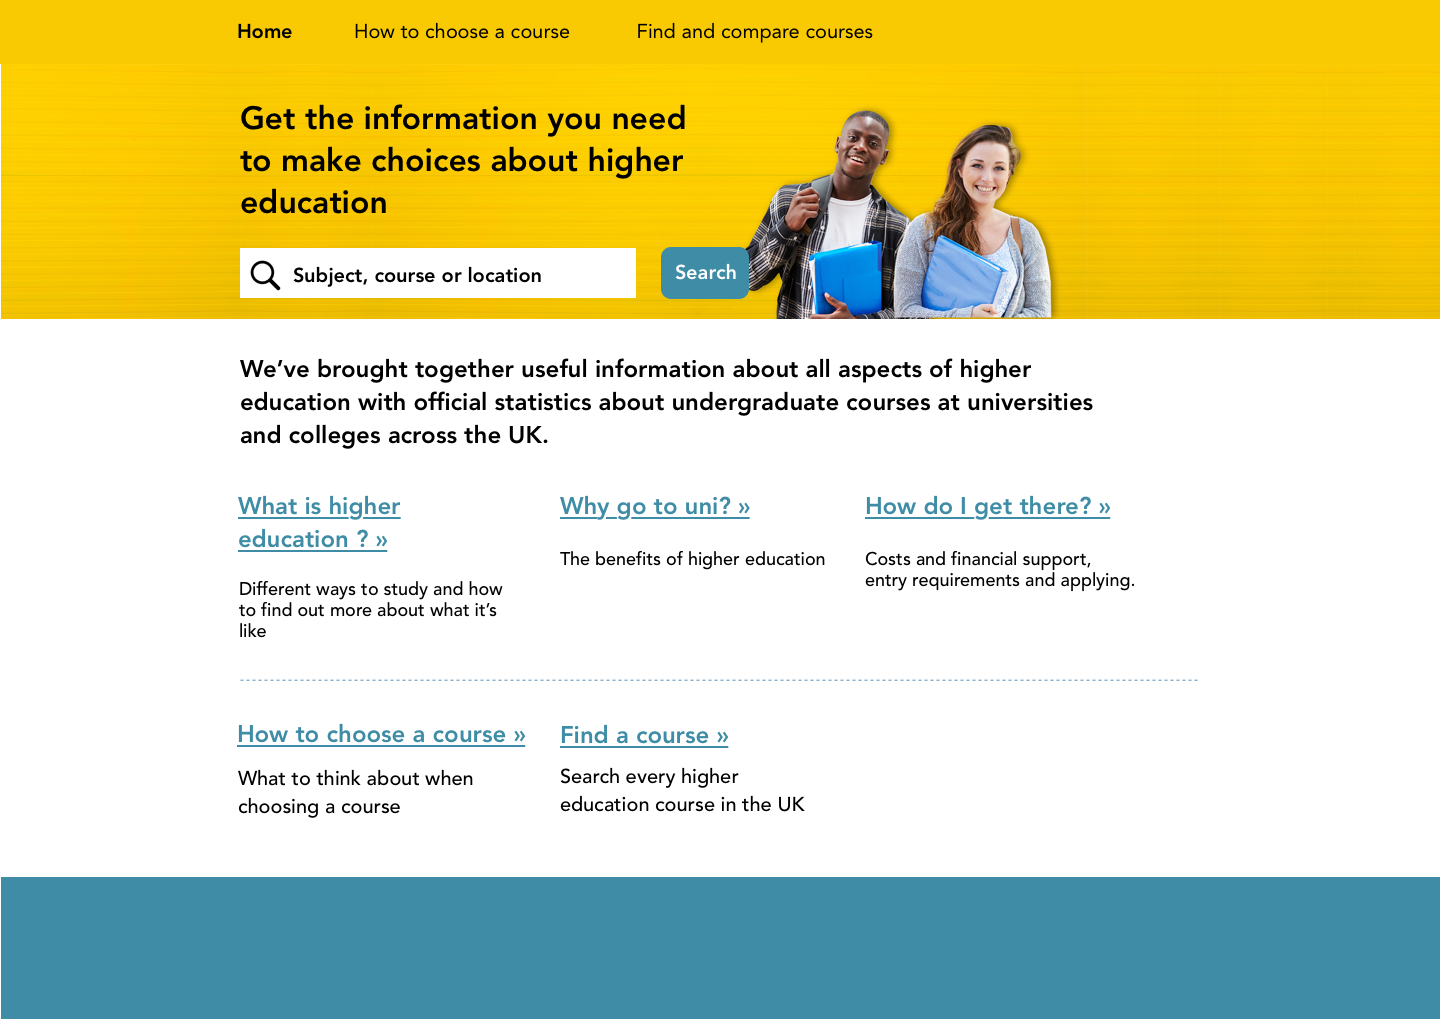 Home How to choose a course Find and compare courses
Get the information you need
to make choices about higher
education
Subject, course or location Search
We’ve brought together useful information about all aspects of higher
education with official statistics about undergraduate courses at universities
and colleges across the UK.
What is higher
education ? »
Different ways to study and how
to find out more about what it’s
like
Why go to uni? »
The benefits of higher education
How do I get there? »
Costs and financial support,
entry requirements and applying.
How to choose a course »
What to think about when
choosing a course
Find a course »
Search every higher
education course in the UK